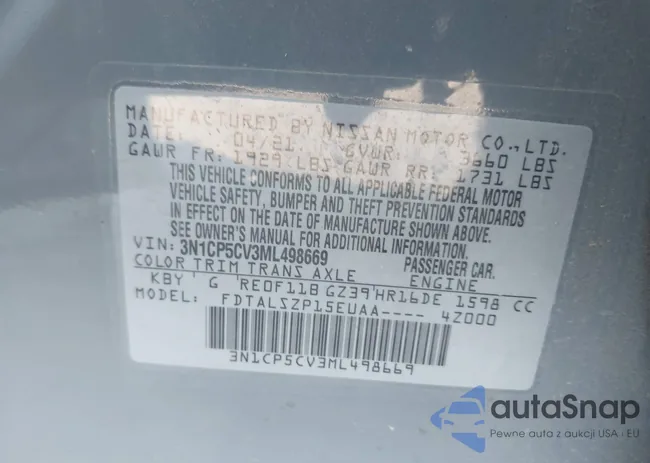 MANUFACTURED BY NISSAN MOTOR CO.,LTD.
DATE: 04/21 GVWR: 3660 LBS
GAWR FR: 1929 LBS GAWR RR: 1731 LBS
THIS VEHICLE CONFORMS TO ALL APPLICABLE FEDERAL MOTOR
VEHICLE SAFETY, BUMPER AND THEFT PREVENTION STANDARDS
IN EFFECT ON THE DATE OF MANUFACTURE SHOWN ABOVE.
SEE OWNER'S MANUAL FOR ADDITIONAL INFORMATION.
VIN: 3N1CP5CV3ML498669 PASSENGER CAR.
COLOR TRIM TRANS AXLE ENGINE
KBY ' G 'RE0F11B GZ39'HR16DE 1598 CC
MODEL: FDTALSZP15EUAA---- 4Z000
3N1CP5CV3ML498669
autaSnap
Pewne auta z aukcji USA i EU